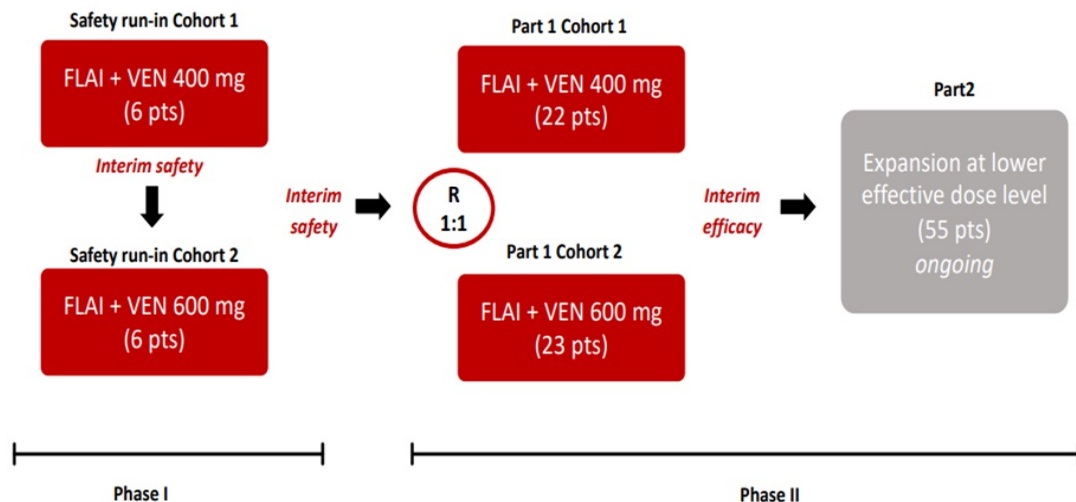 Safety run-in Cohort 1
FLAI + VEN 400 mg
(6 pts)
Interim safety
Safety run-in Cohort 2
FLAI + VEN 600 mg
(6 pts)
Interim
safety
Part 1 Cohort 1
FLAI + VEN 400 mg
(22 pts)
R
1:1
Part 1 Cohort 2
FLAI + VEN 600 mg
(23 pts)
Interim
efficacy
Part2
Expansion at lower
effective dose level
(55 pts)
ongoing
Phase I
Phase II